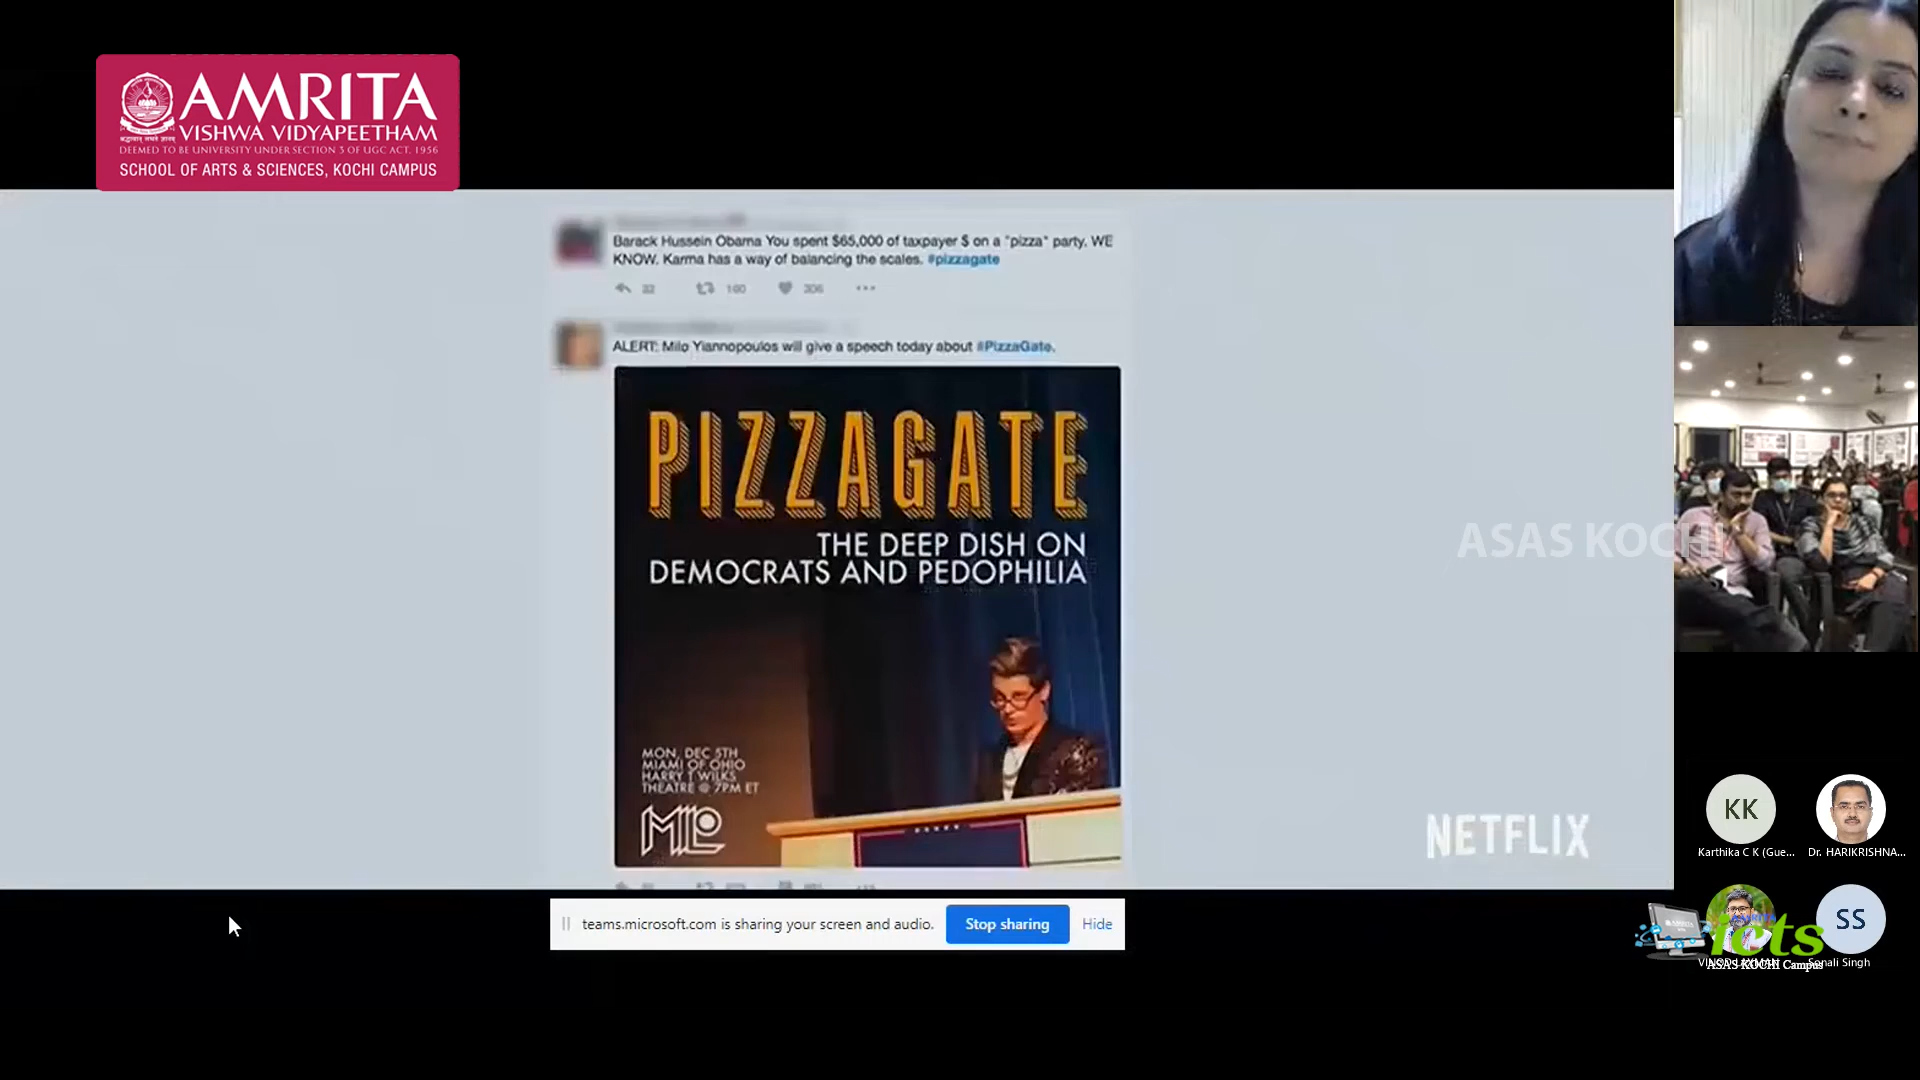 AMRITA
VISHWA VIDYAPEETHAM
DEEMED TO BE UNIVERSITY UNDER SECTION 3 OF UGC ACT, 1956
SCHOOL OF ARTS & SCIENCES, KOCHI CAMPUS
Barack Hussein Obama You spent $65,000 of taxpayer $ on a "pizza" party. WE
KNOW. Karma has a way of balancing the scales. #pizzagate
ALERT: Milo Yiannopoulos will give a speech today about #PizzaGate.
PIZZAGATE
THE DEEP DISH ON
DEMOCRATS AND PEDOPHILIA
MON, DEC 5TH
MIAMI OF OHIO
HARRY T WILKS
THEATRE @ 7PM ET
MILO
ASAS KOCHI
NETFLIX
teams.microsoft.com is sharing your screen and audio.
Stop sharing
Hide
KK
Karthika C K (Gue...
Dr. HARIKRISHNA...
SS
icts
ASAS KOCHI Campus
Sonali Singh